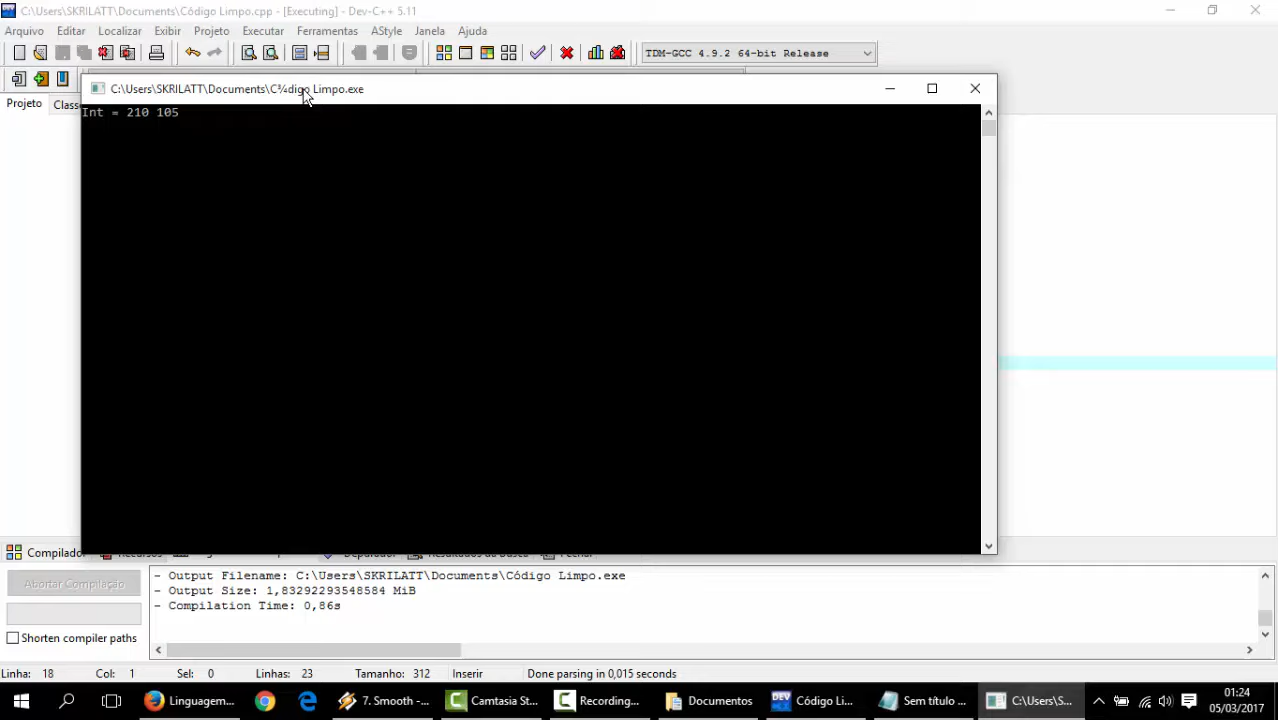 C:\Users\SKRILATT\Documents\Código Limpo.cpp - [Executing] - Dev-C++ 5.11
Arquivo Editar Localizar Exibir Projeto Executar Ferramentas AStyle Janela Ajuda
TDM-GCC 4.9.2 64-bit Release
C:\Users\SKRILATT\Documents\C¾digo Limpo.exe
Projeto Classe
Int = 210 105
Compilador
Abortar Compilação
Shorten compiler paths
- Output Filename: C:\Users\SKRILATT\Documents\Código Limpo.exe
- Output Size: 1,83292293548584 MiB
- Compilation Time: 0,86s
Linha: 18 Col: 1 Sel: 0 Linhas: 23 Tamanho: 312 Inserir Done parsing in 0,015 seconds
Linguagem... 7. Smooth -... Camtasia St... Recording... Documentos Código Li... Sem título ... C:\Users\S...
01:24
05/03/2017